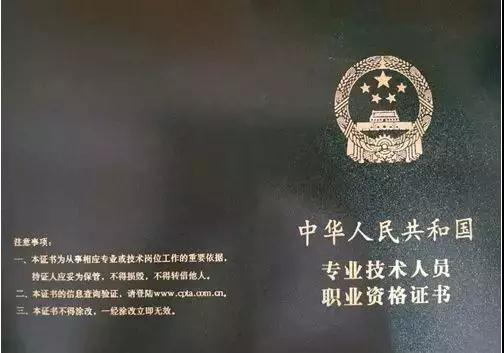 中华人民共和国
专业技术人员
职业资格证书
注意事项：
一、本证书为从事相应专业或技术岗位工作的重要依据，
持证人应妥为保管，不得损毁，不得转借他人。
二、本证书的信息查询验证，请登陆www.cpta.com.cn。
三、本证书不得涂改，一经涂改立即无效。